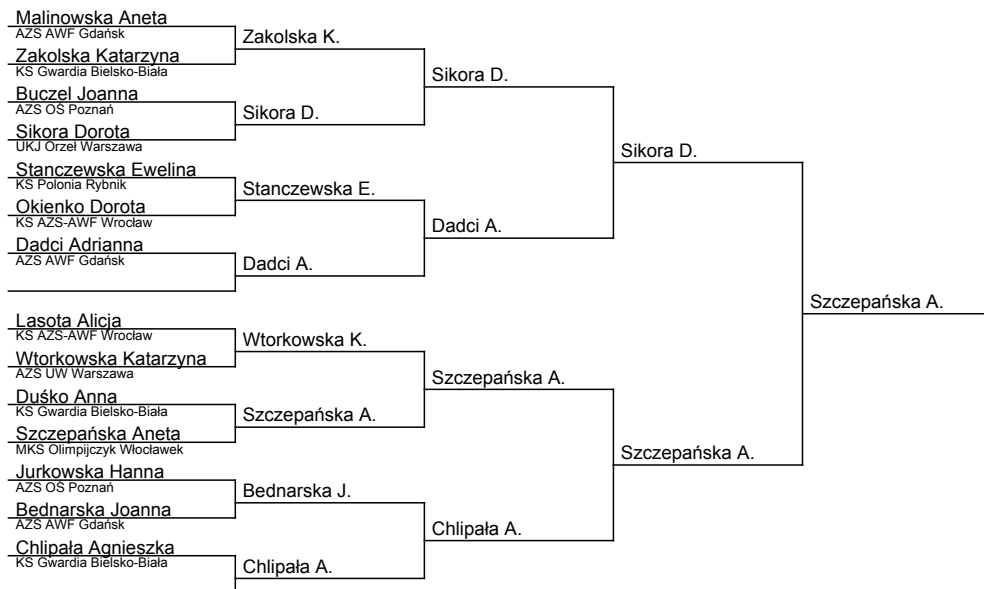 Malinowska Aneta
AZS AWF Gdańsk
Zakolska Katarzyna
KS Gwardia Bielsko-Biała
Buczel Joanna
AZS OŚ Poznań
Sikora Dorota
UKJ Orzeł Warszawa
Stanczewska Ewelina
KS Polonia Rybnik
Okienko Dorota
KS AZS-AWF Wrocław
Dadci Adrianna
AZS AWF Gdańsk
Lasota Alicja
KS AZS-AWF Wrocław
Wtorkowska Katarzyna
AZS UW Warszawa
Duśko Anna
KS Gwardia Bielsko-Biała
Szczepańska Aneta
MKS Olimpijczyk Włocławek
Jurkowska Hanna
AZS OŚ Poznań
Bednarska Joanna
AZS AWF Gdańsk
Chlipała Agnieszka
KS Gwardia Bielsko-Biała
Zakolska K.
Sikora D.
Stanczewska E.
Dadci A.
Wtorkowska K.
Szczepańska A.
Bednarska J.
Chlipała A.
Sikora D.
Dadci A.
Szczepańska A.
Chlipała A.
Sikora D.
Szczepańska A.
Szczepańska A.